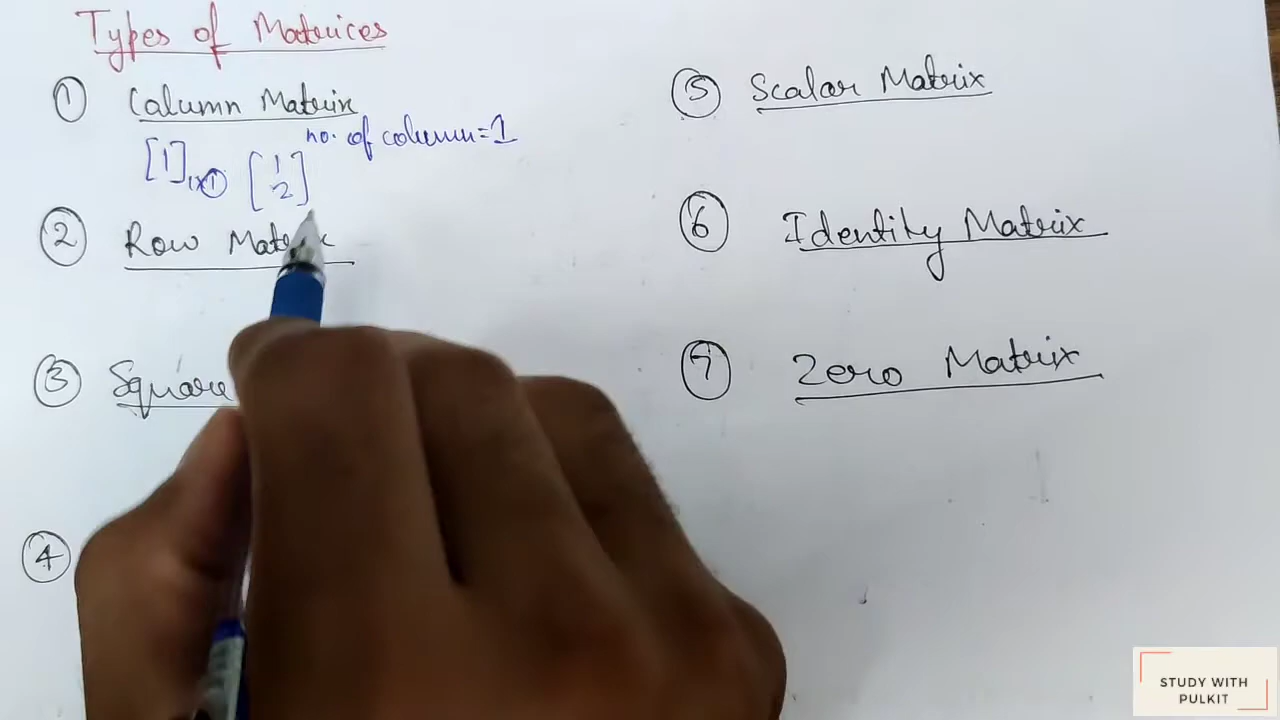 Types of Matrices
① Column Matrix
no. of column=1
[1]1×① [1
2]
② Row Matrix
③ Square
④
⑤ Scalar Matrix
⑥ Identity Matrix
⑦ Zero Matrix
STUDY WITH
PULKIT